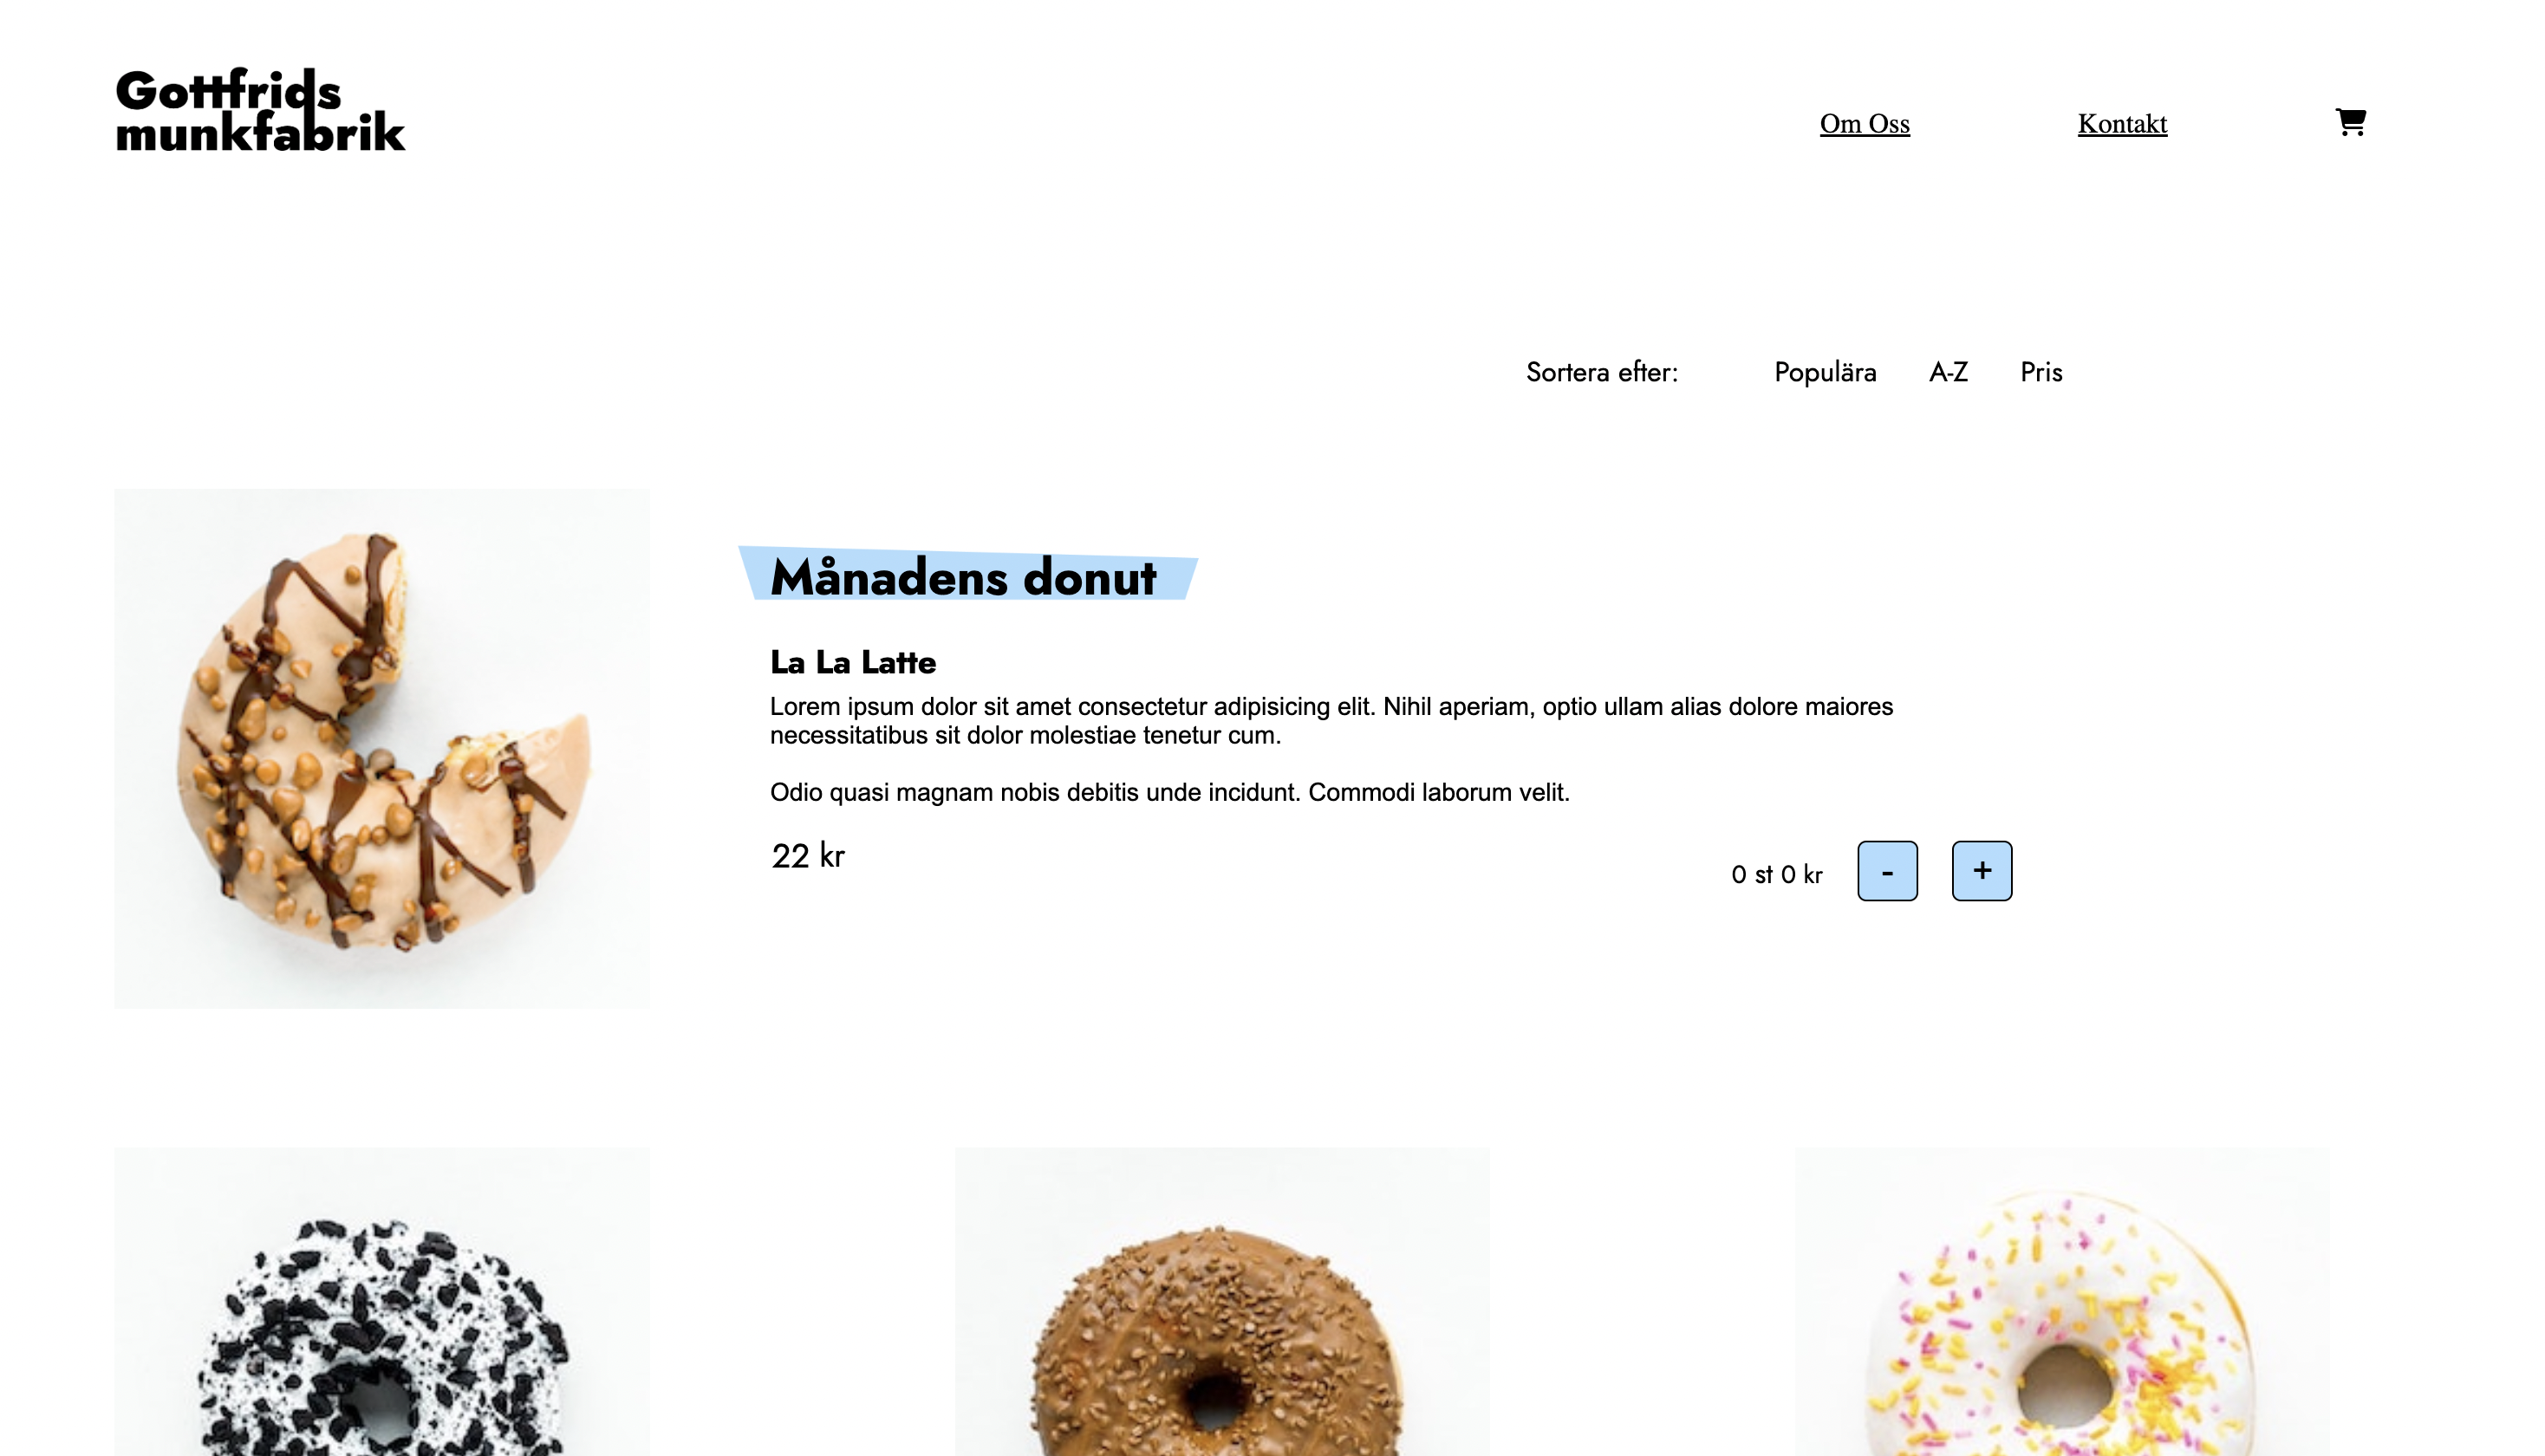 Gottfrids
munkfabrik
Om Oss
Kontakt
Sortera efter:
Populära
A-Z
Pris
Månadens donut
La La Latte
Lorem ipsum dolor sit amet consectetur adipisicing elit. Nihil aperiam, optio ullam alias dolore maiores
necessitatibus sit dolor molestiae tenetur cum.
Odio quasi magnam nobis debitis unde incidunt. Commodi laborum velit.
22 kr
0 st 0 kr
-
+